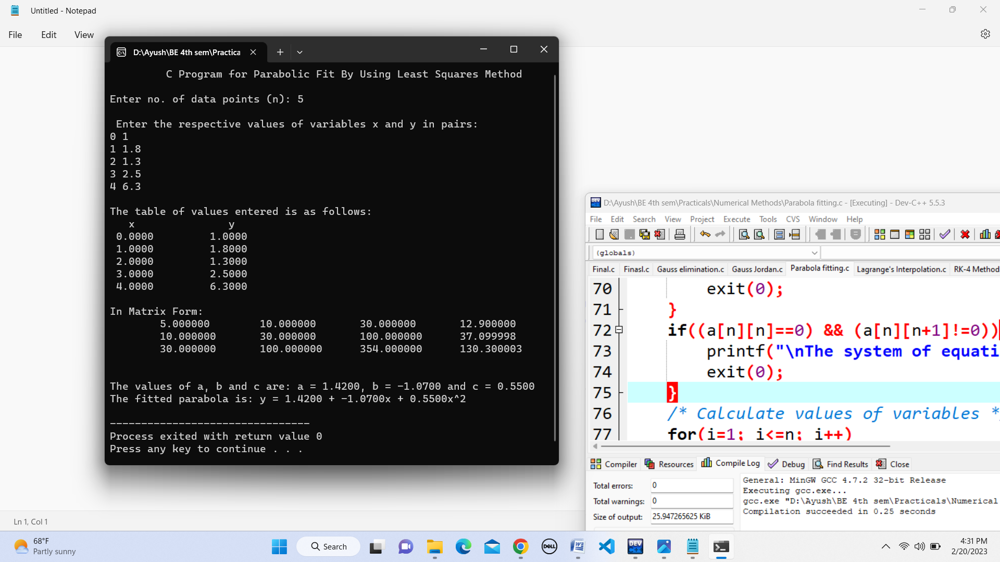 Untitled - Notepad
File Edit View
D:\Ayush\BE 4th sem\Practica
C Program for Parabolic Fit By Using Least Squares Method
Enter no. of data points (n): 5
Enter the respective values of variables x and y in pairs:
0 1
1 1.8
2 1.3
3 2.5
4 6.3
The table of values entered is as follows:
x y
0.0000 1.0000
1.0000 1.8000
2.0000 1.3000
3.0000 2.5000
4.0000 6.3000
In Matrix Form:
5.000000 10.000000 30.000000 12.900000
10.000000 30.000000 100.000000 37.099998
30.000000 100.000000 354.000000 130.300003
The values of a, b and c are: a = 1.4200, b = -1.0700 and c = 0.5500
The fitted parabola is: y = 1.4200 + -1.0700x + 0.5500x^2
--------------------------------
Process exited with return value 0
Press any key to continue . . .
D:\Ayush\BE 4th sem\Practicals\Numerical Methods\Parabola fitting.c - [Executing] - Dev-C++ 5.5.3
File Edit Search View Project Execute Tools CVS Window Help
(globals)
Final.c Finasl.c Gauss elimination.c Gauss Jordan.c Parabola fitting.c Lagrange's Interpolation.c RK-4 Method
70 exit(0);
71 }
72 if((a[n][n]==0) && (a[n][n+1]!=0))
73 printf("\nThe system of equati
74 exit(0);
75 }
76 /* Calculate values of variables *
77 for(i=1; i<=n; i++)
Compiler Resources Compile Log Debug Find Results Close
Total errors: 0
Total warnings: 0
Size of output: 25.947265625 KiB
General: MinGW GCC 4.7.2 32-bit Release
Executing gcc.exe...
gcc.exe "D:\Ayush\BE 4th sem\Practicals\Numerical
Compilation succeeded in 0.25 seconds
Ln 1, Col 1
68°F
Partly sunny
Search
DELL
DEV
C++
4:31 PM
2/20/2023